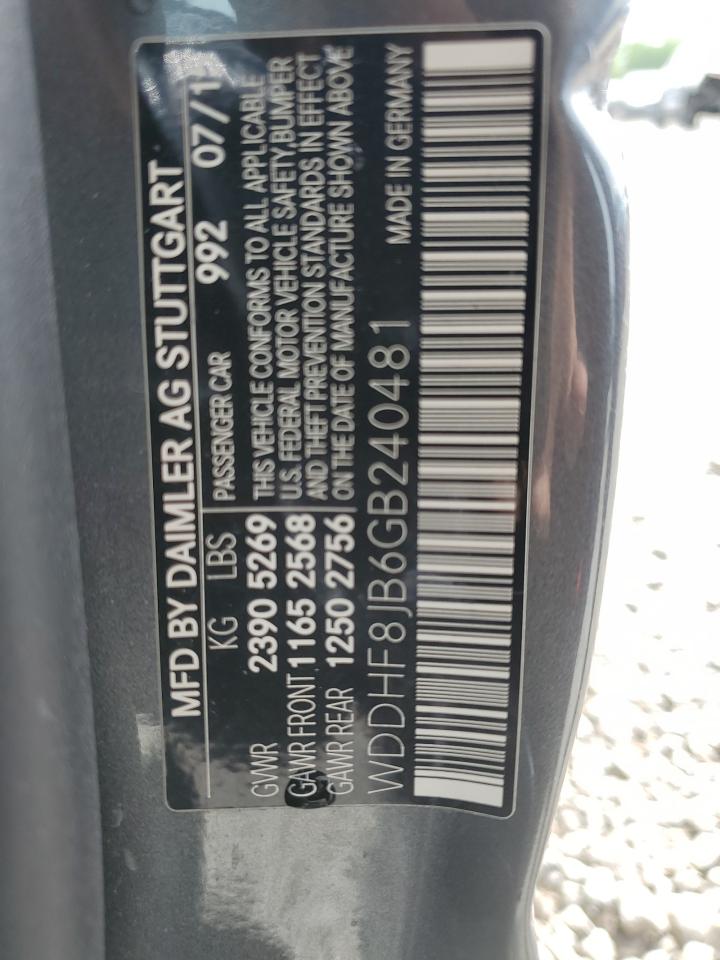 MFD BY DAIMLER AG STUTTGART
KG LBS PASSENGER CAR 992 07/1
GVWR 2390 5269
GAWR FRONT 1165 2568
GAWR REAR 1250 2756
THIS VEHICLE CONFORMS TO ALL APPLICABLE
U.S. FEDERAL MOTOR VEHICLE SAFETY,BUMPER
AND THEFT PREVENTION STANDARDS IN EFFECT
ON THE DATE OF MANUFACTURE SHOWN ABOVE
WDDHF8JB6GB240481 MADE IN GERMANY